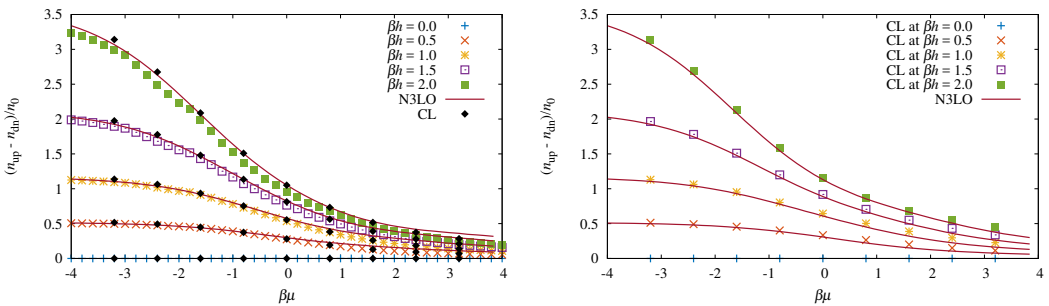 3.5
3
2.5
2
1.5
1
0.5
0
-4
-3
-2
-1
0
1
2
3
4
(n_up - n_dn)/n_0
βμ
βh = 0.0
βh = 0.5
βh = 1.0
βh = 1.5
βh = 2.0
N3LO
CL
3.5
3
2.5
2
1.5
1
0.5
0
-4
-3
-2
-1
0
1
2
3
4
(n_up - n_dn)/n_0
βμ
CL at βh = 0.0
CL at βh = 0.5
CL at βh = 1.0
CL at βh = 1.5
CL at βh = 2.0
N3LO